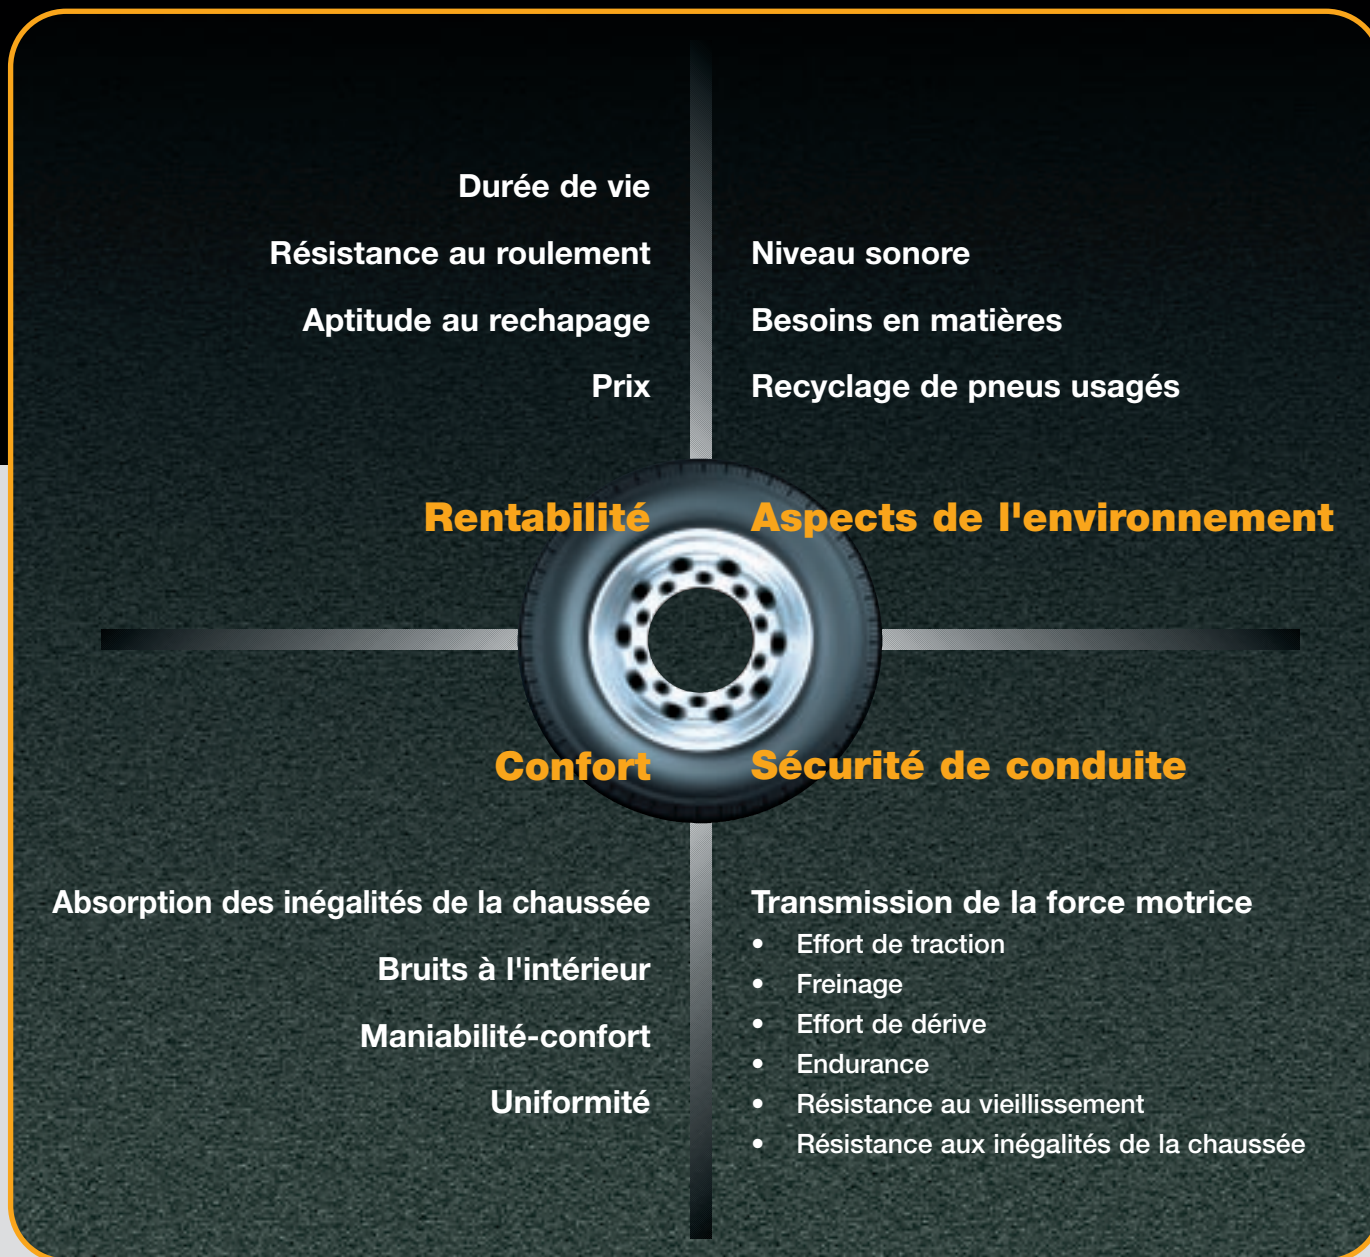 Durée de vie
Résistance au roulement
Aptitude au rechapage
Prix
Rentabilité
Niveau sonore
Besoins en matières
Recyclage de pneus usagés
Aspects de l'environnement
Confort
Absorption des inégalités de la chaussée
Bruits à l'intérieur
Maniabilité-confort
Uniformité
Sécurité de conduite
Transmission de la force motrice
• Effort de traction
• Freinage
• Effort de dérive
• Endurance
• Résistance au vieillissement
• Résistance aux inégalités de la chaussée